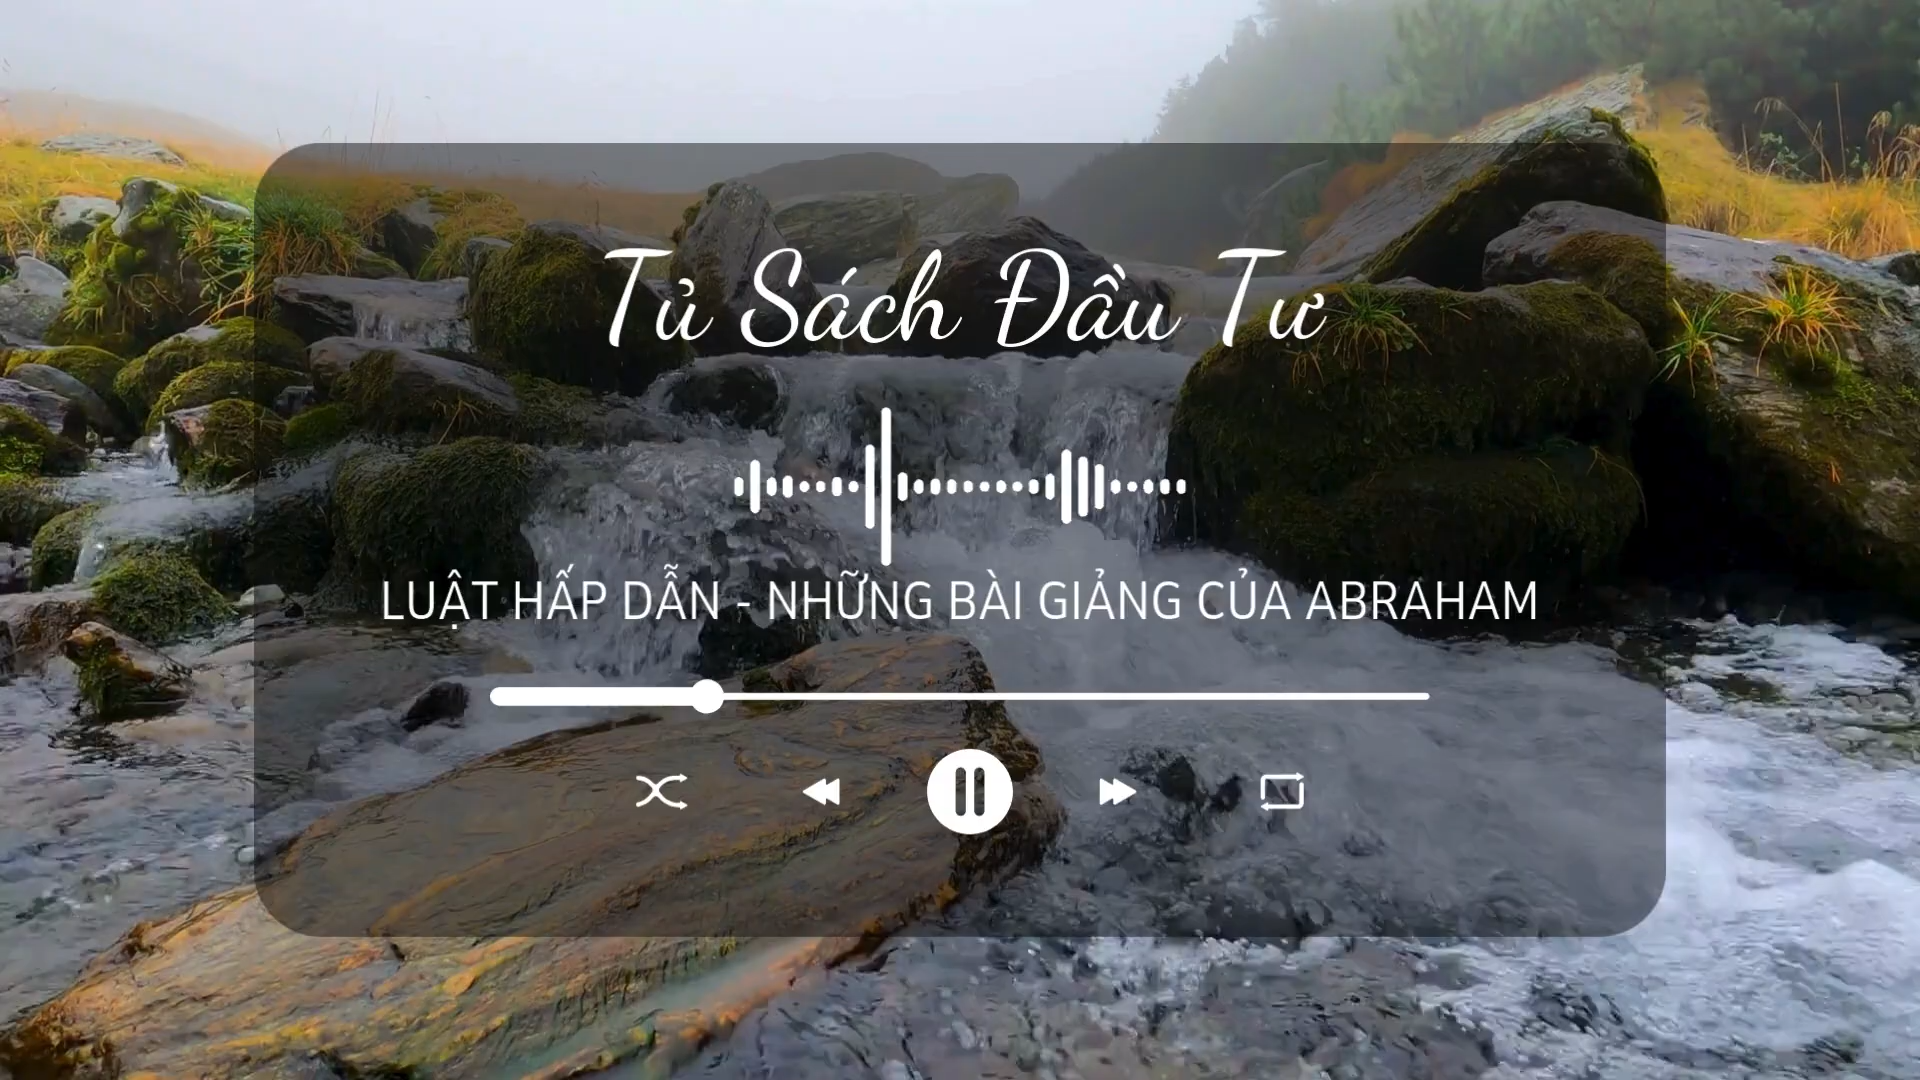 Tủ Sách Đầu Tư
LUẬT HẤP DẪN - NHỮNG BÀI GIẢNG CỦA ABRAHAM